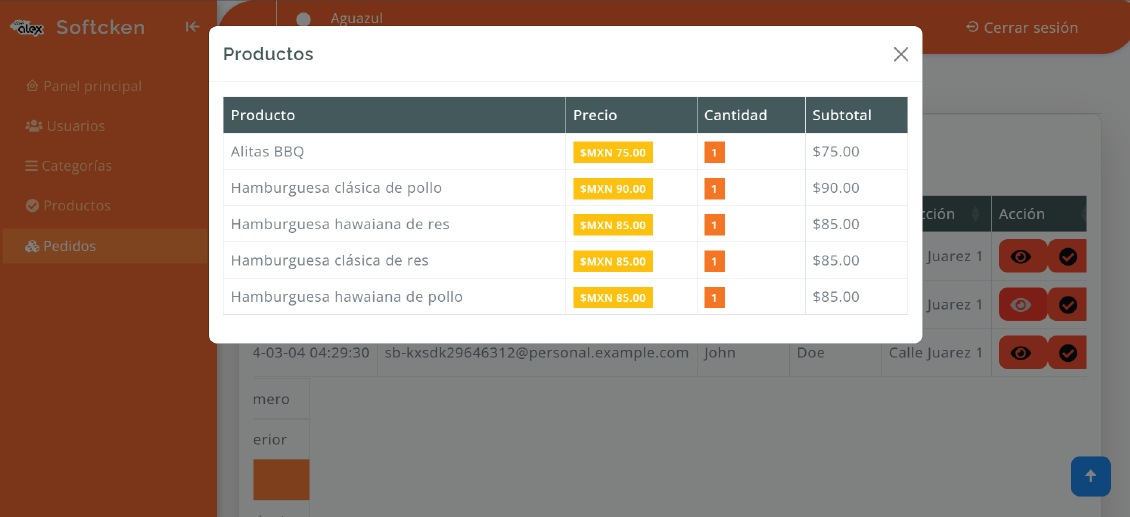 alex Softcken
Aguazul
Cerrar sesión
Panel principal
Usuarios
Categorías
Productos
Pedidos
Productos
Producto Precio Cantidad Subtotal
Alitas BBQ $MXN 75.00 1 $75.00
Hamburguesa clásica de pollo $MXN 90.00 1 $90.00
Hamburguesa hawaiana de res $MXN 85.00 1 $85.00
Hamburguesa clásica de res $MXN 85.00 1 $85.00
Hamburguesa hawaiana de pollo $MXN 85.00 1 $85.00
cción Acción
Juarez 1
Juarez 1
4-03-04 04:29:30 sb-kxsdk29646312@personal.example.com John Doe Calle Juarez 1
mero
erior